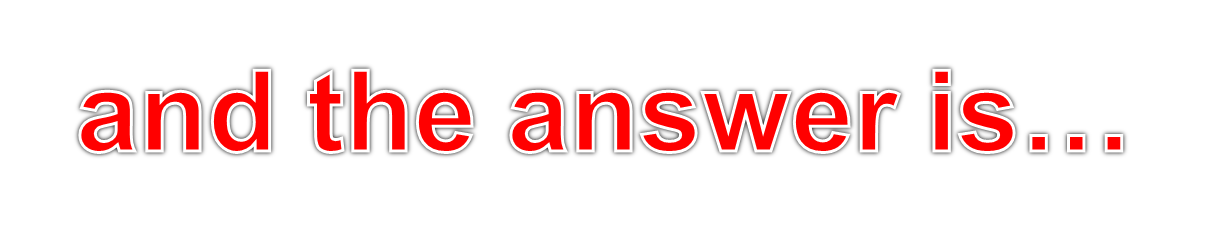 and the answer is...